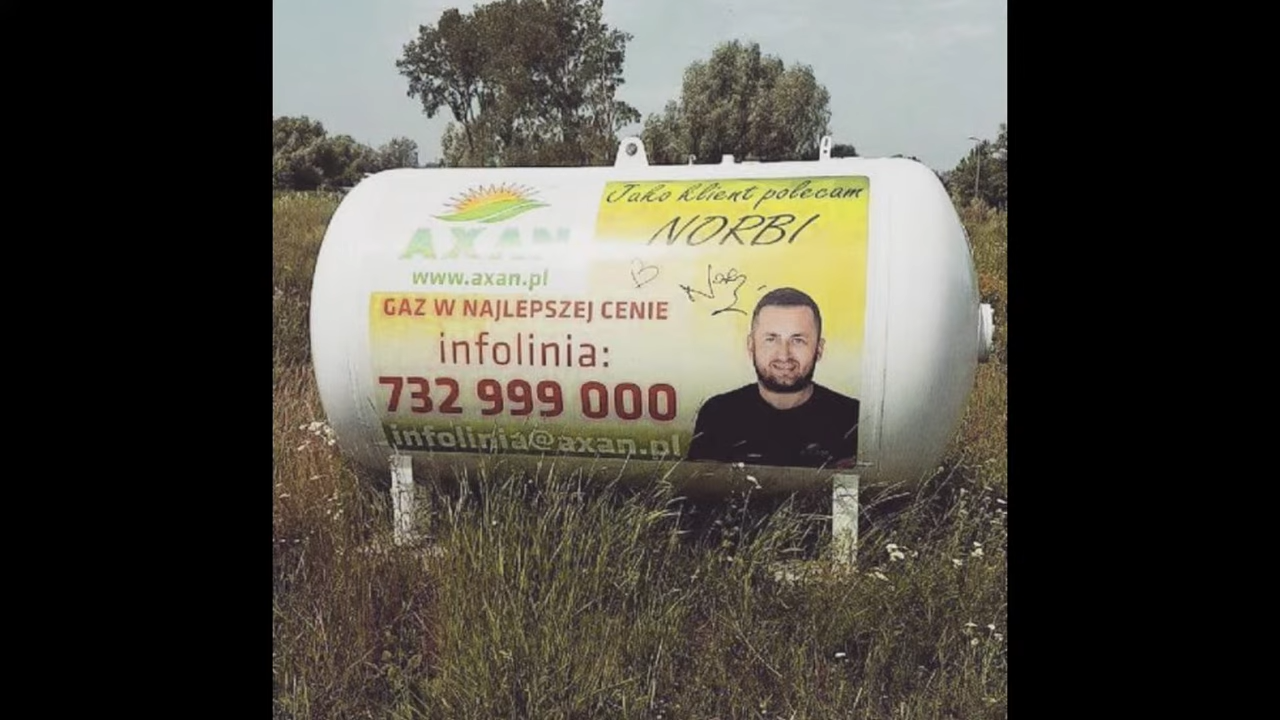 AXAN
www.axan.pl
GAZ W NAJLEPSZEJ CENIE
infolinia:
732 999 000
infolinia@axan.pl
Jako klient polecam
NORBI